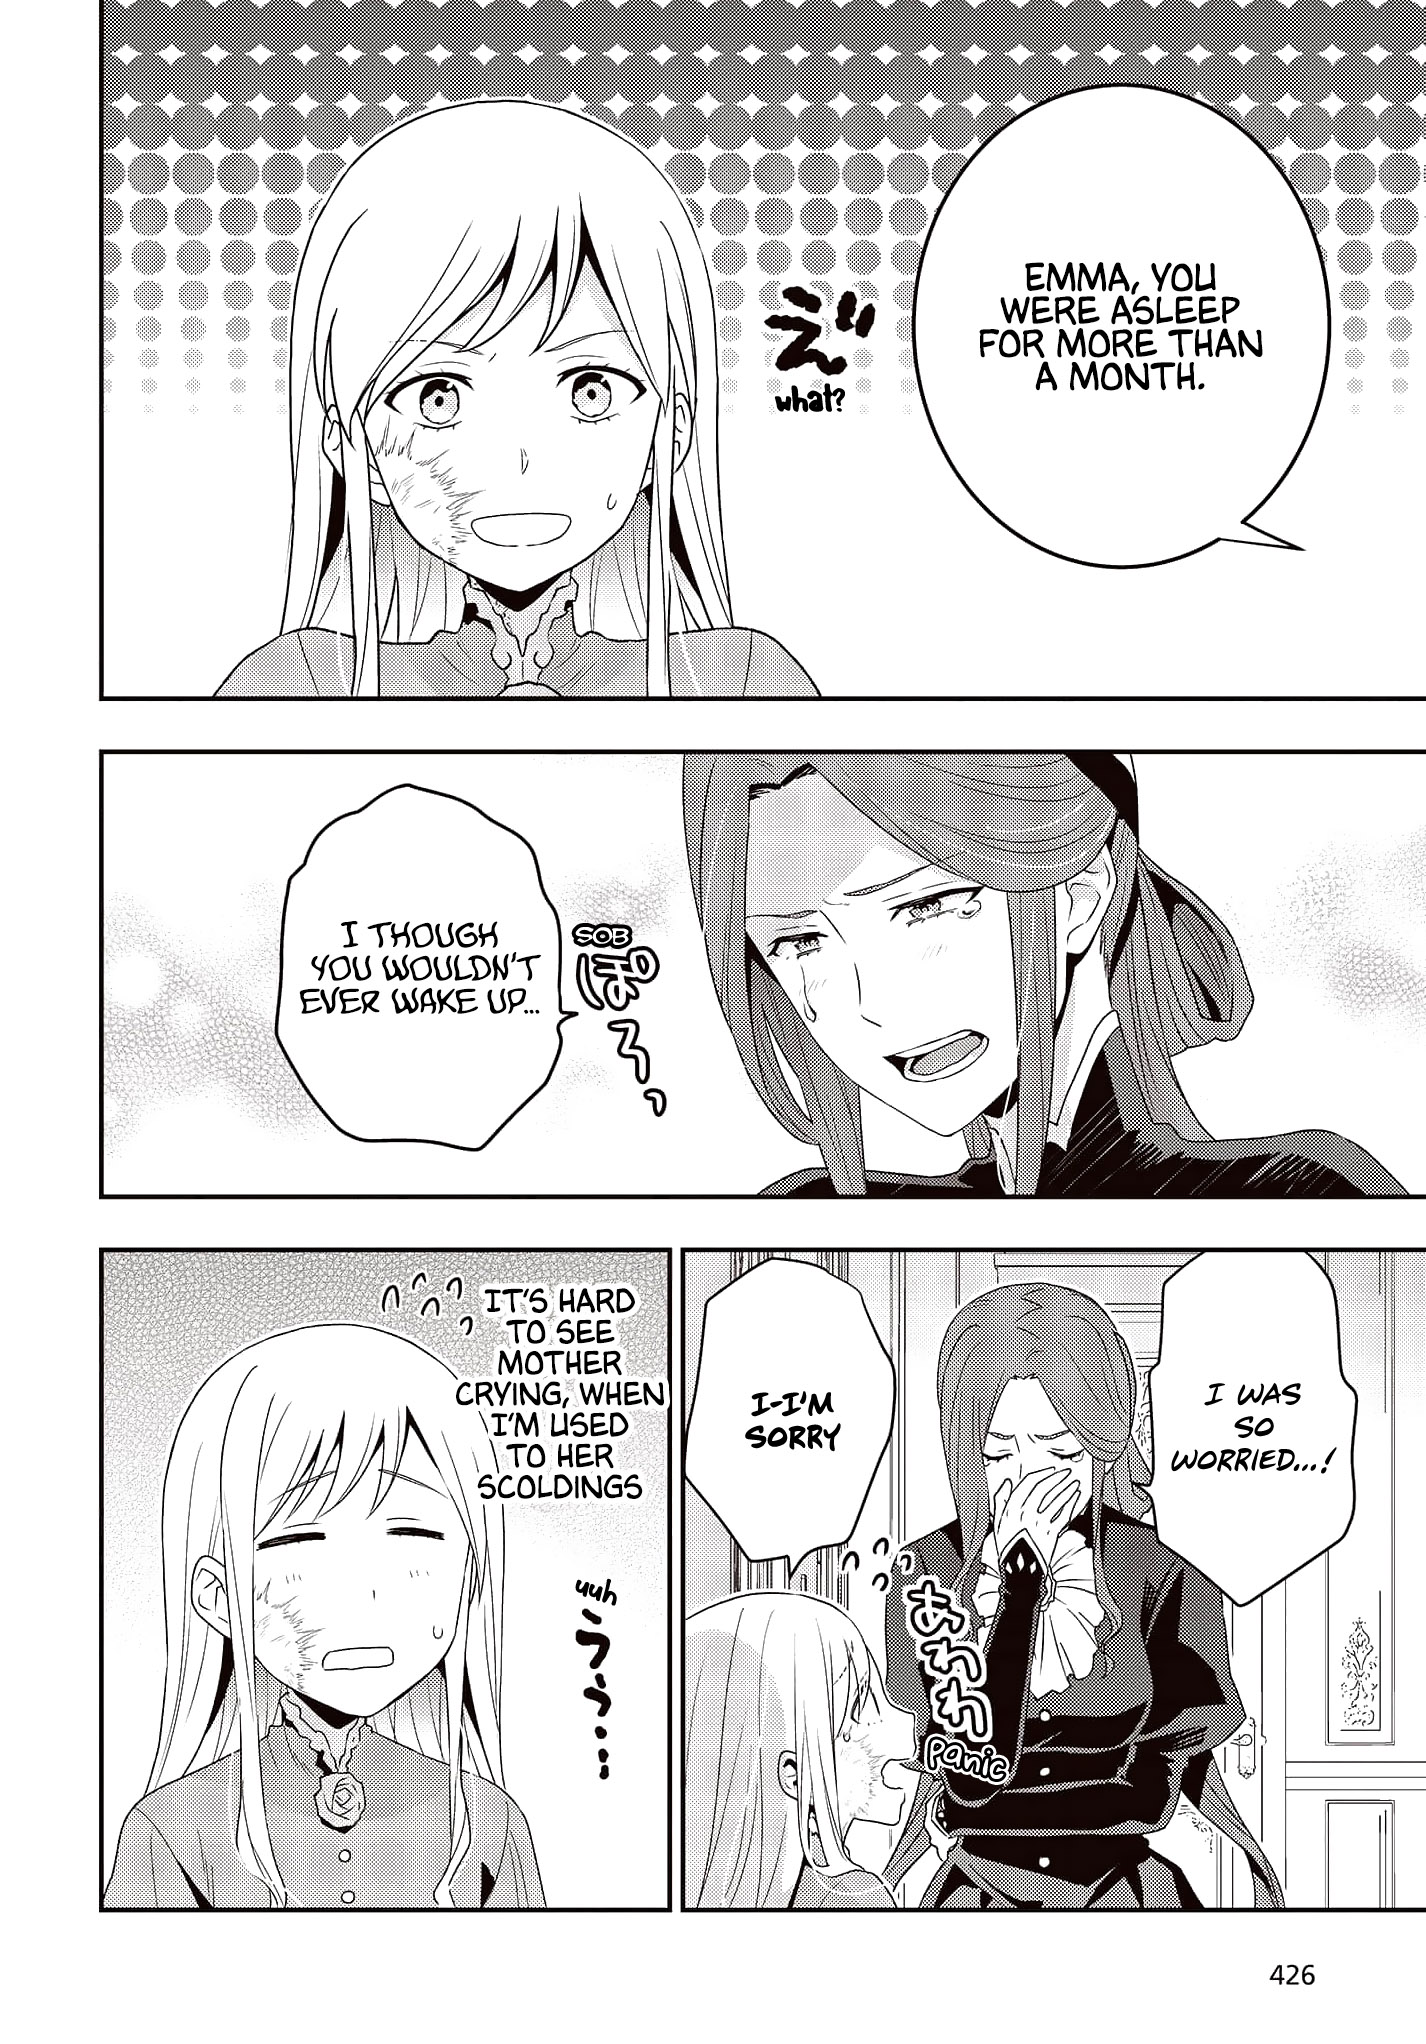 EMMA, YOU
WERE ASLEEP
FOR MORE THAN
A MONTH.
え゛
what?
I THOUGH
YOU WOULDN'T
EVER WAKE UP...
SOB
ぽろっ
I WAS
SO
WORRIED...!
I-I'M
SORRY
あわわ
panic
IT'S HARD
TO SEE
MOTHER
CRYING, WHEN
I'M USED
TO HER
SCOLDINGS
uuh
うぅ…
426